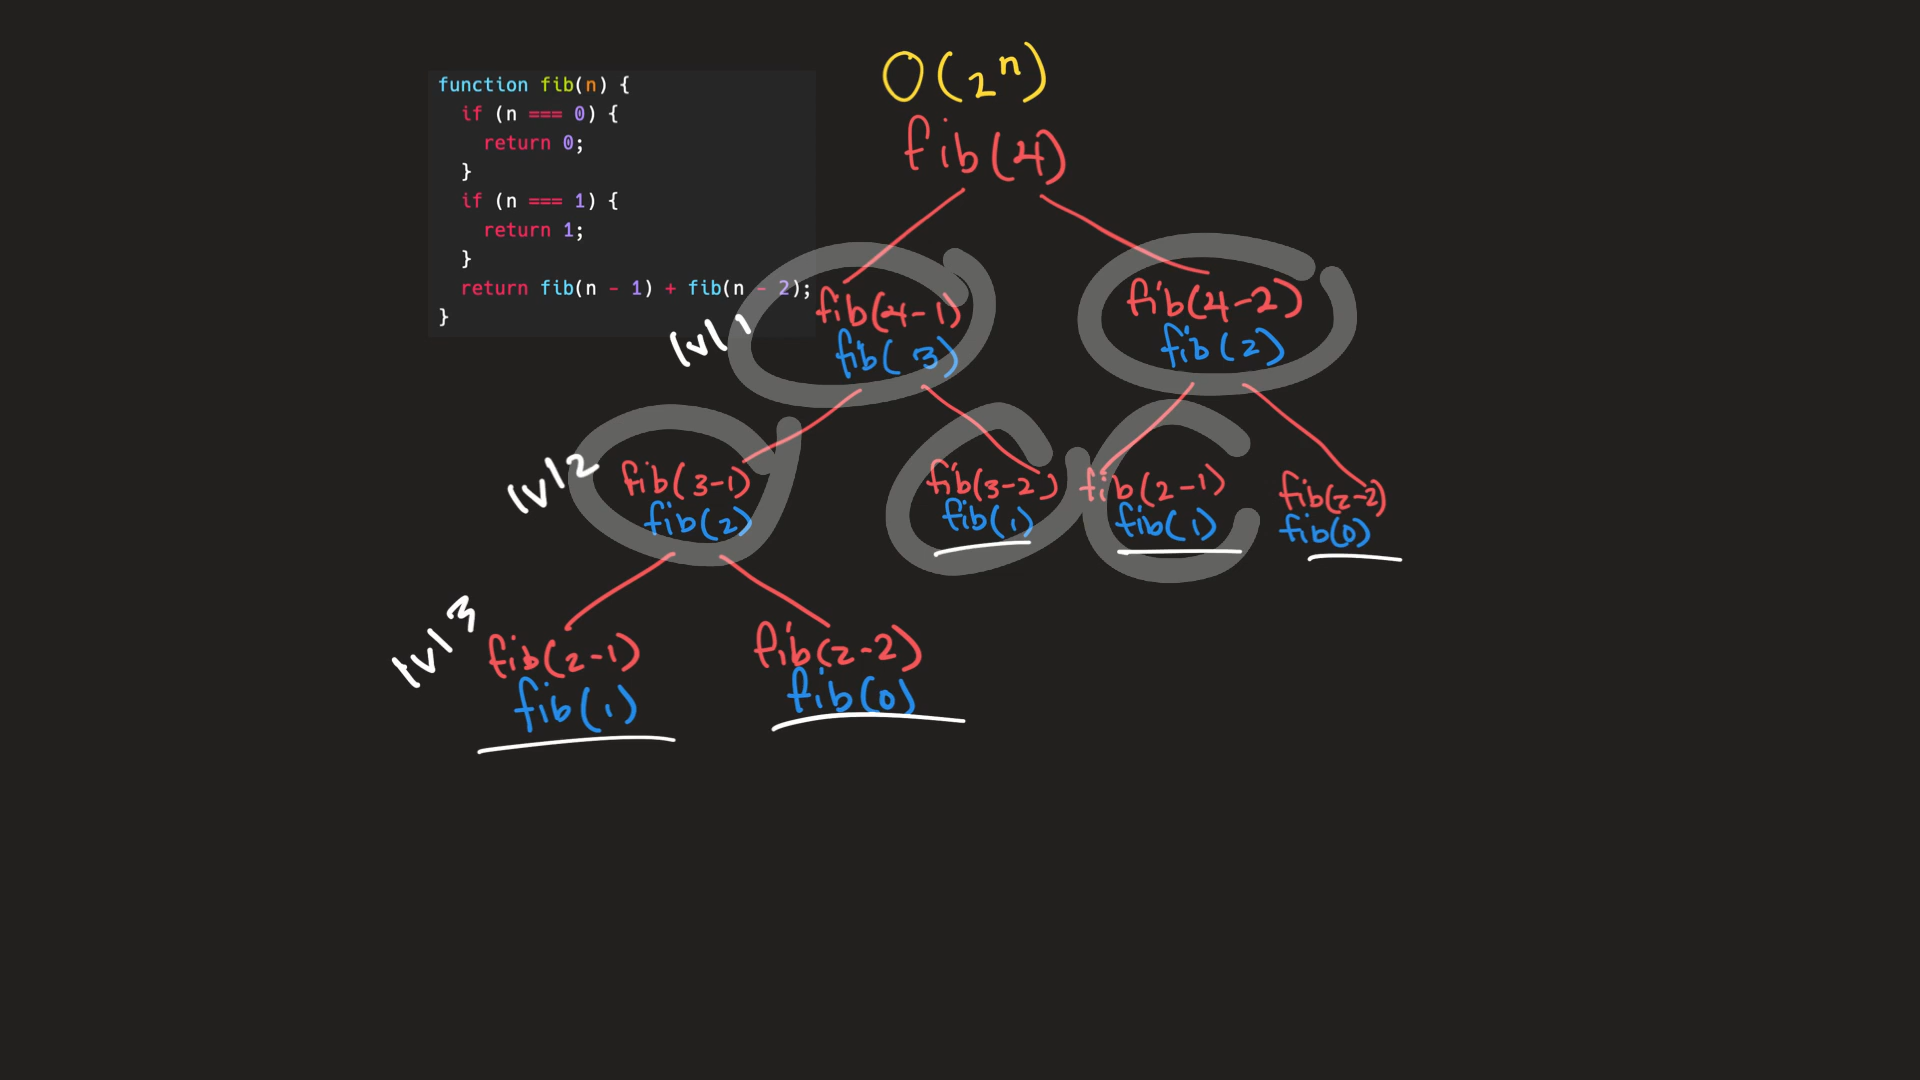 function fib(n) {
if (n === 0) {
return 0;
}
if (n === 1) {
return 1;
}
return fib(n - 1) + fib(n - 2);
}
O(2ⁿ)
fib(4)
lvl 1
fib(4-1)
fib(3)
fib(4-2)
fib(2)
lvl 2
fib(3-1)
fib(2)
fib(3-2)
fib(1)
fib(2-1)
fib(1)
fib(2-2)
fib(0)
lvl 3
fib(2-1)
fib(1)
fib(2-2)
fib(0)